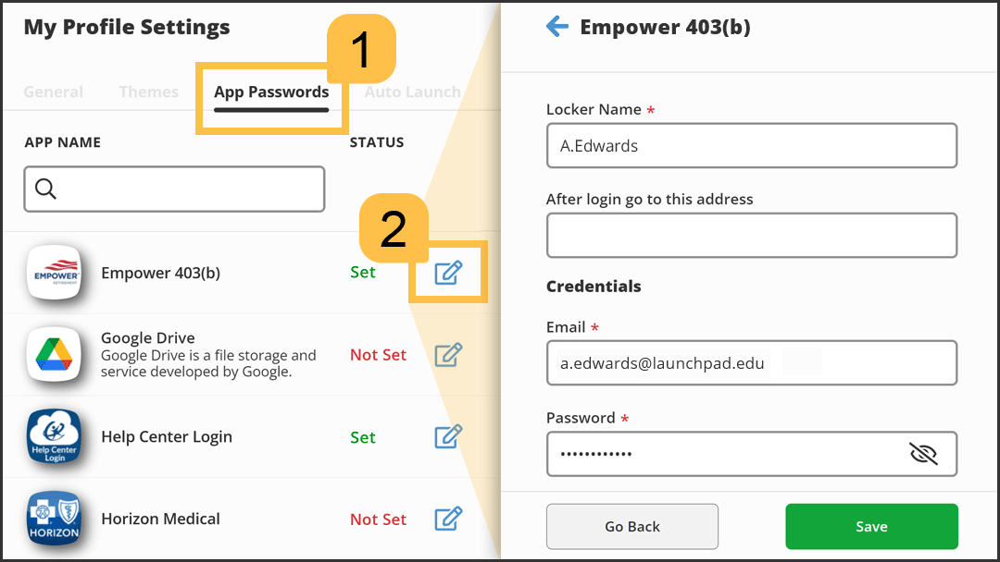 My Profile Settings
1
General Themes App Passwords Auto Launch
APP NAME STATUS
2
EMPOWER
RETIREMENT
Empower 403(b) Set
Google Drive
Google Drive is a file storage and
service developed by Google.
Not Set
Help Center
Login
Help Center Login Set
HORIZON
Horizon Medical Not Set
Empower 403(b)
Locker Name *
A.Edwards
After login go to this address
Credentials
Email *
a.edwards@launchpad.edu
Password *
••••••••••••
Go Back Save